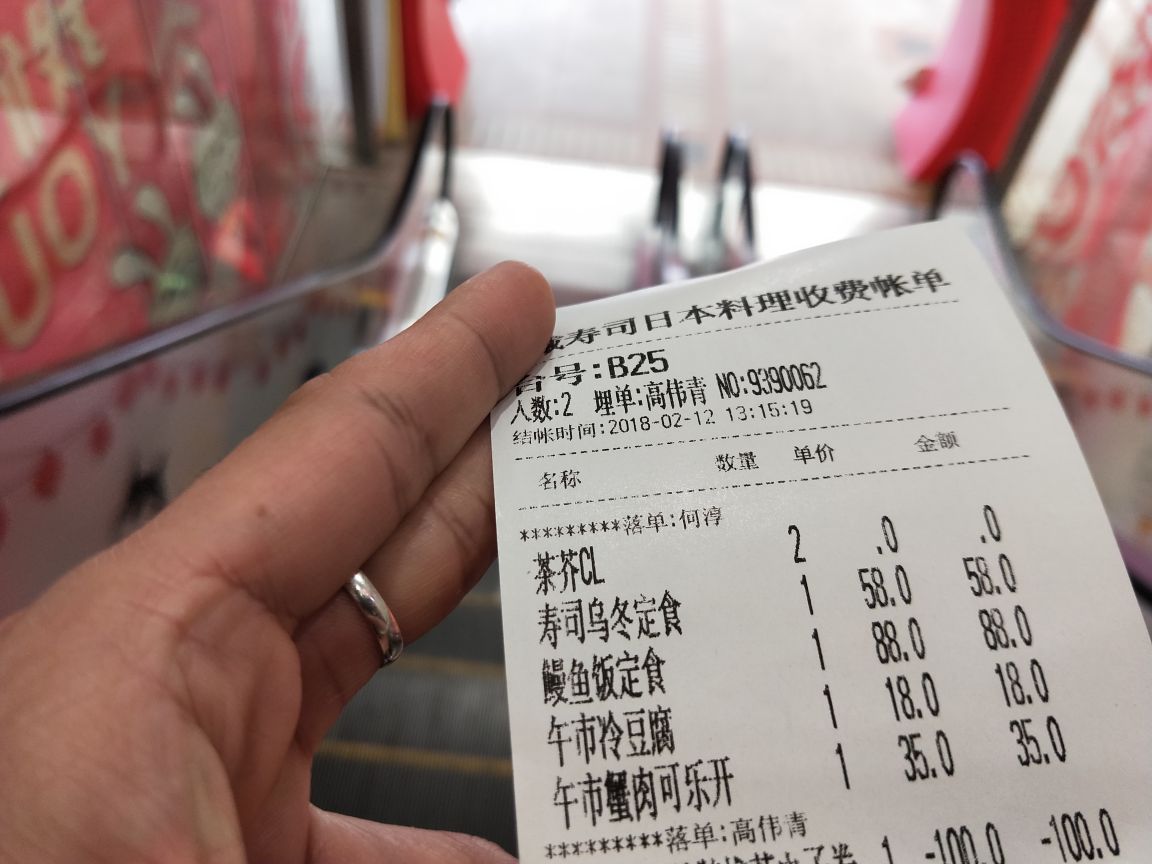 寿司日本料理收费帐单
台号:B25
人数:2 埋单:高伟青 NO:9390062
结帐时间:2018-02-12 13:15:19
名称 数量 单价 金额
*********落单:何淳
茶芥CL 2 .0 .0
寿司乌冬定食 1 58.0 58.0
鳗鱼饭定食 1 88.0 88.0
午市冷豆腐 1 18.0 18.0
午市蟹肉可乐开 1 35.0 35.0
*********落单:高伟青
1 -100.0 -100.0
UO